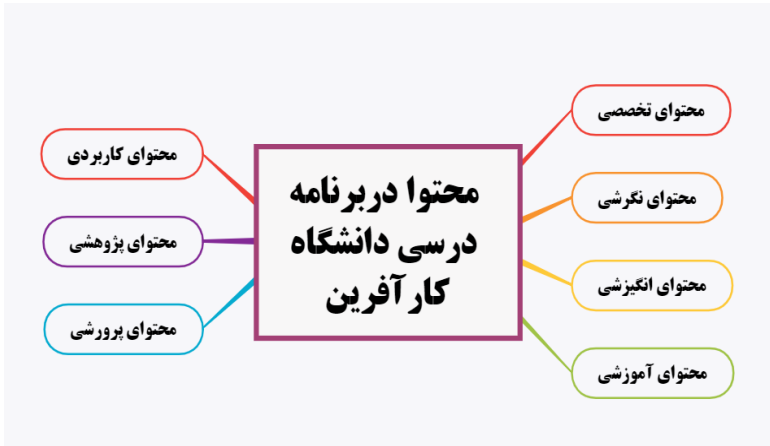 محتوا دربرنامه
درسی دانشگاه
کارآفرین
محتوای تخصصی
محتوای نگرشی
محتوای انگیزشی
محتوای آموزشی
محتوای کاربردی
محتوای پژوهشی
محتوای پرورشی